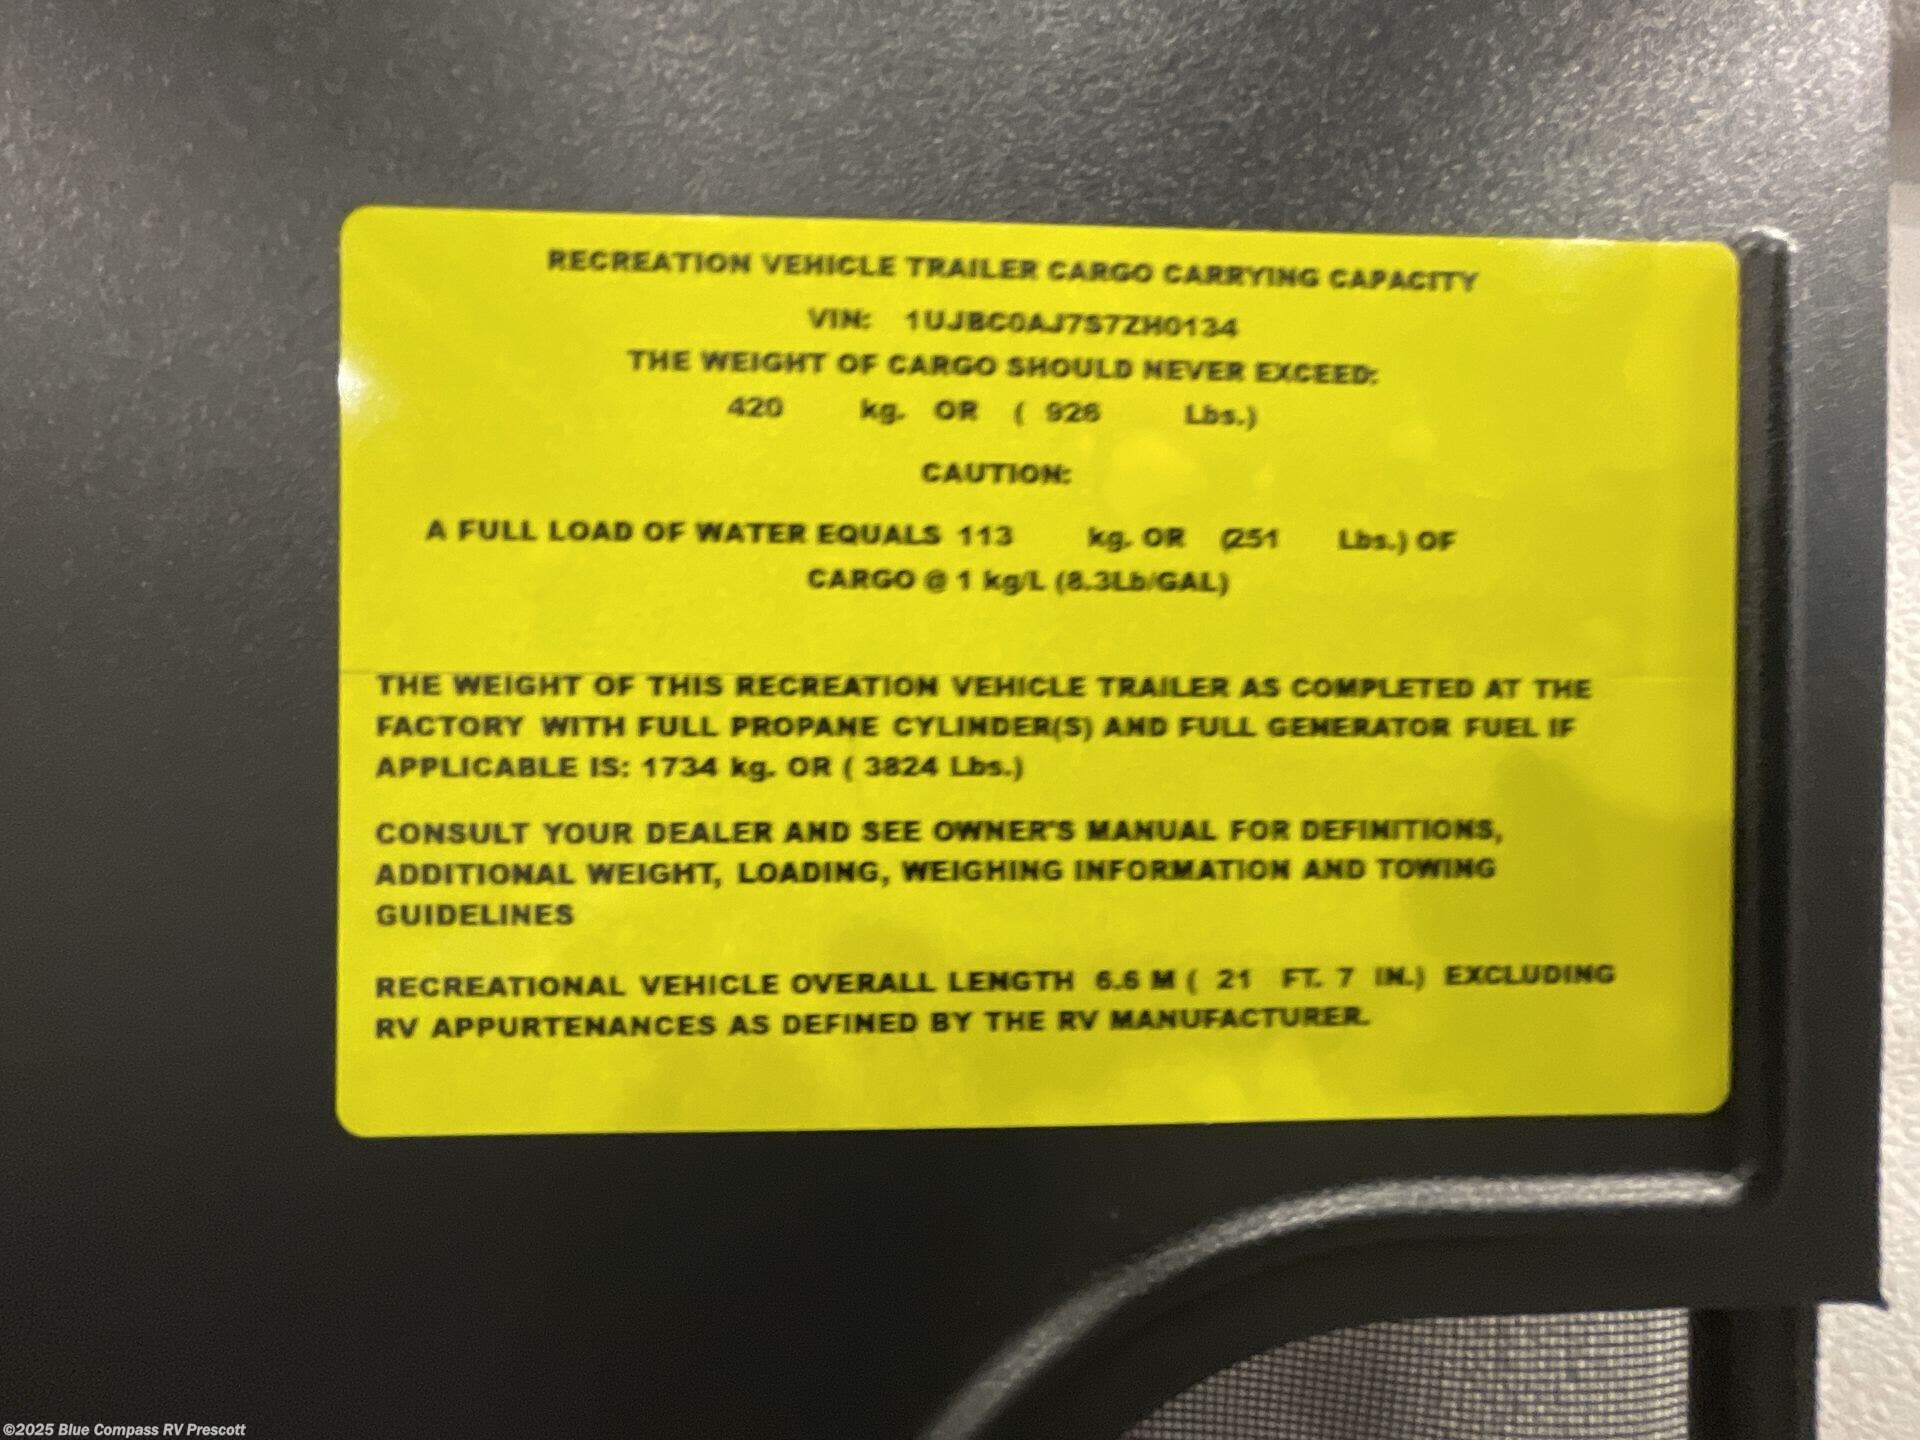 RECREATION VEHICLE TRAILER CARGO CARRYING CAPACITY
VIN: 1UJBC0AJ7S7ZH0134
THE WEIGHT OF CARGO SHOULD NEVER EXCEED:
420 kg. OR ( 926 Lbs.)
CAUTION:
A FULL LOAD OF WATER EQUALS 113 kg. OR (251 Lbs.) OF
CARGO @ 1 kg/L (8.3Lb/GAL)
THE WEIGHT OF THIS RECREATION VEHICLE TRAILER AS COMPLETED AT THE
FACTORY WITH FULL PROPANE CYLINDER(S) AND FULL GENERATOR FUEL IF
APPLICABLE IS: 1734 kg. OR ( 3824 Lbs.)
CONSULT YOUR DEALER AND SEE OWNER'S MANUAL FOR DEFINITIONS,
ADDITIONAL WEIGHT, LOADING, WEIGHING INFORMATION AND TOWING
GUIDELINES
RECREATIONAL VEHICLE OVERALL LENGTH 6.6 M ( 21 FT. 7 IN.) EXCLUDING
RV APPURTENANCES AS DEFINED BY THE RV MANUFACTURER.
©2025 Blue Compass RV Prescott